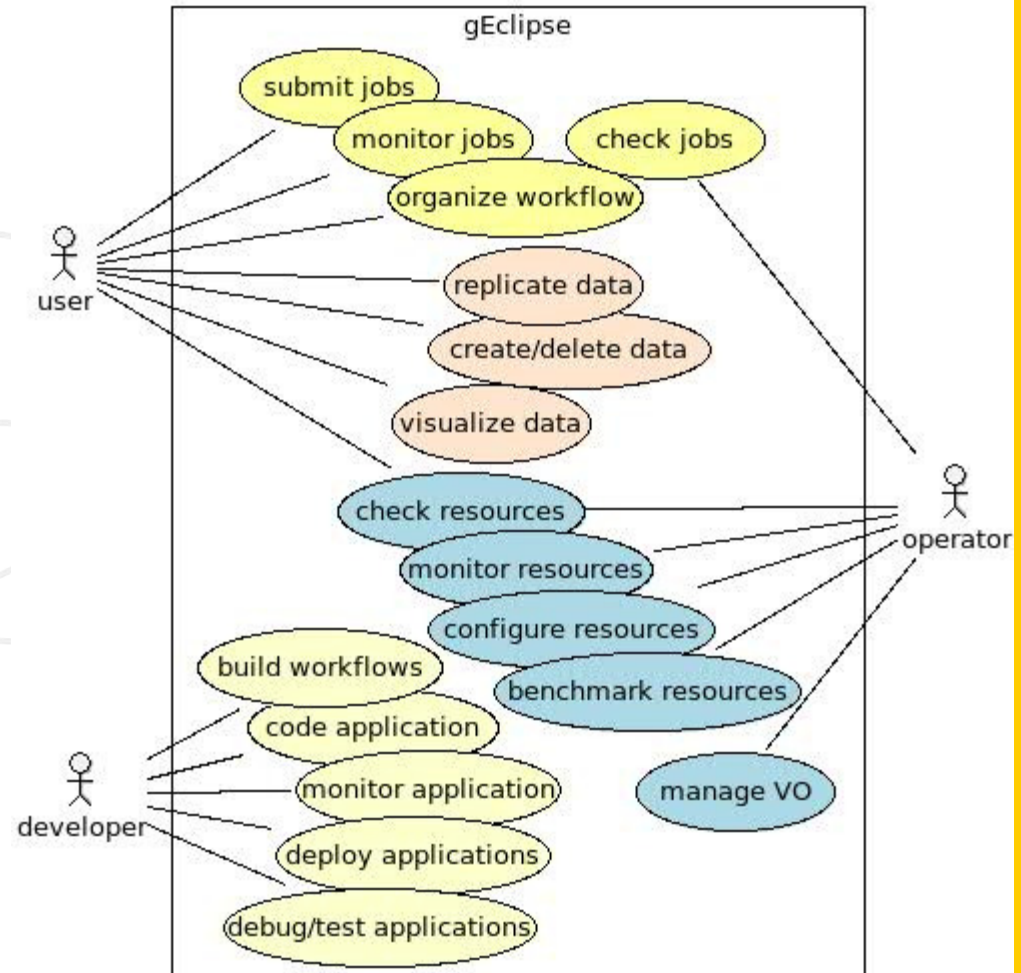 gEclipse
submit jobs
monitor jobs
check jobs
organize workflow
user
replicate data
create/delete data
visualize data
check resources
operator
monitor resources
configure resources
build workflows
benchmark resources
code application
monitor application
manage VO
developer
deploy applications
debug/test applications